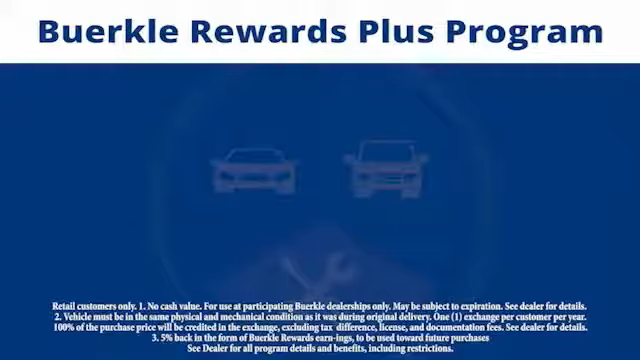 Buerkle Rewards Plus Program
Retail customers only. 1. No cash value. For use at participating Buerkle dealerships only. May be subject to expiration. See dealer for details.
2. Vehicle must be in the same physical and mechanical condition as it was during original delivery. One (1) exchange per customer per year.
100% of the purchase price will be credited in the exchange, excluding tax difference, license, and documentation fees. See dealer for details.
3. 5% back in the form of Buerkle Rewards earn-ings, to be used toward future purchases
See Dealer for all program details and benefits, including restrictions.